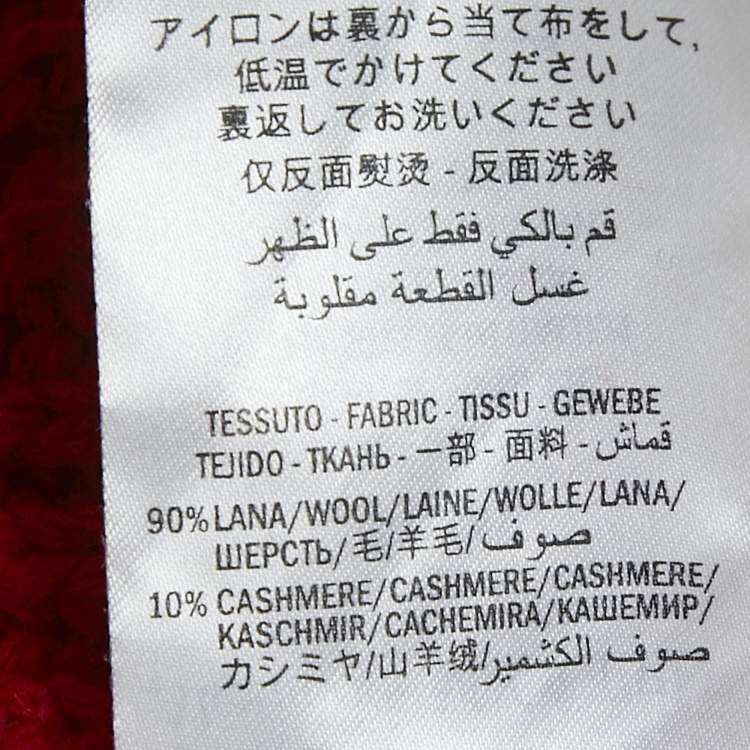 アイロンは裏から当て布をして,
低温でかけてください
裏返してお洗いください
仅反面熨烫 - 反面洗涤
قم بالكي فقط على الظهر
غسل القطعة مقلوبة
TESSUTO - FABRIC - TISSU - GEWEBE
TEJIDO - ТКАНЬ - 一部 - 面料 - قماش
90% LANA/WOOL/LAINE/WOLLE/LANA/
ШЕРСТЬ/毛/羊毛/صوف
10% CASHMERE/CASHMERE/CASHMERE/
KASCHMIR/CACHEMIRA/КАШЕМИР/
カシミヤ/山羊绒/صوف الكشمير